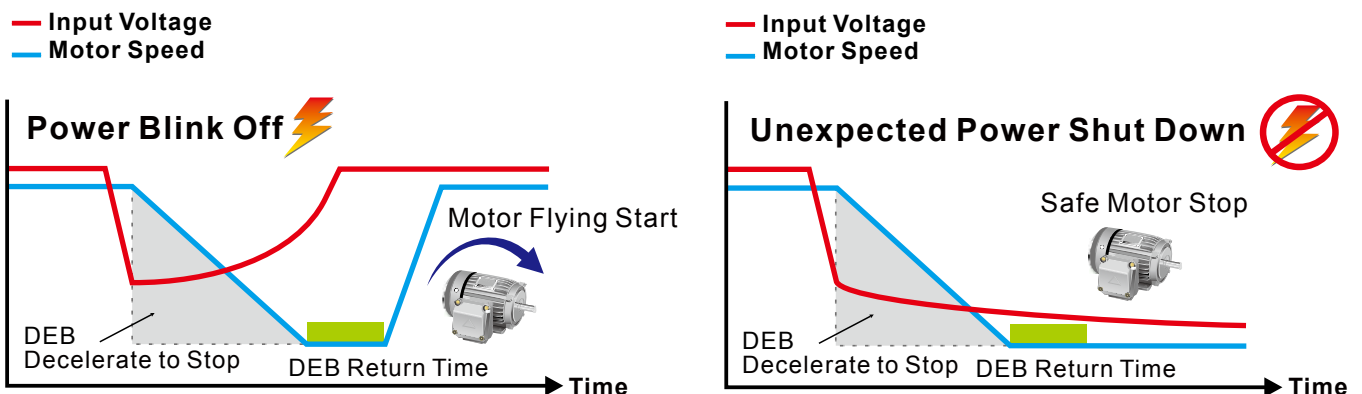 Input Voltage
Motor Speed
Power Blink Off
Motor Flying Start
DEB
Decelerate to Stop
DEB Return Time
Time
Input Voltage
Motor Speed
Unexpected Power Shut Down
Safe Motor Stop
DEB
Decelerate to Stop
DEB Return Time
Time